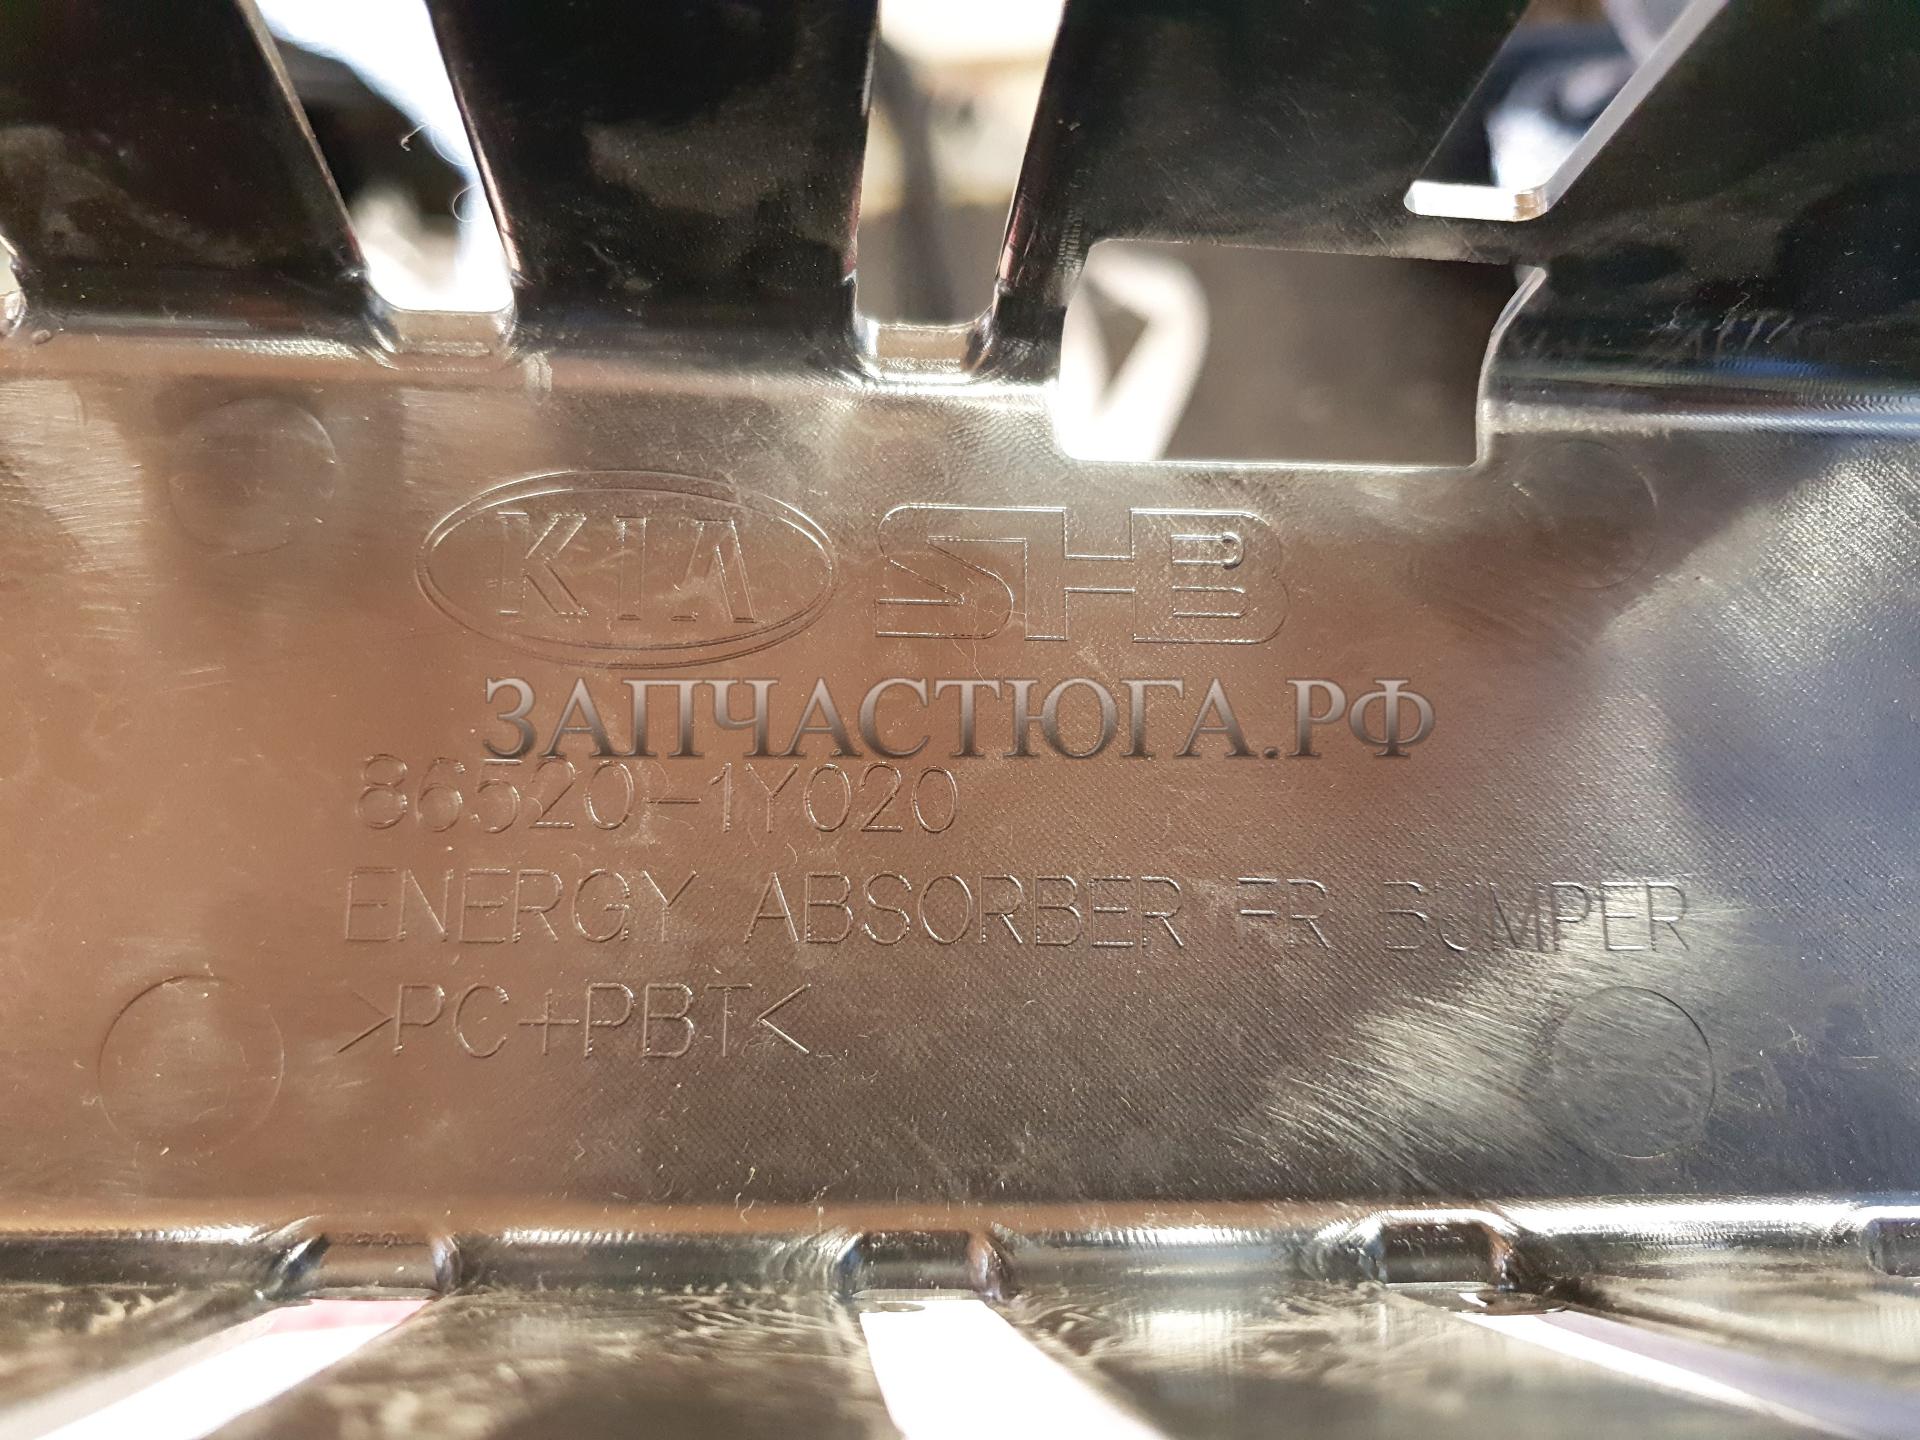 KIA SHB
ЗАПЧАСТЮГА.РФ
86520-1Y020
ENERGY ABSORBER FR BUMPER
>PC+PBT<